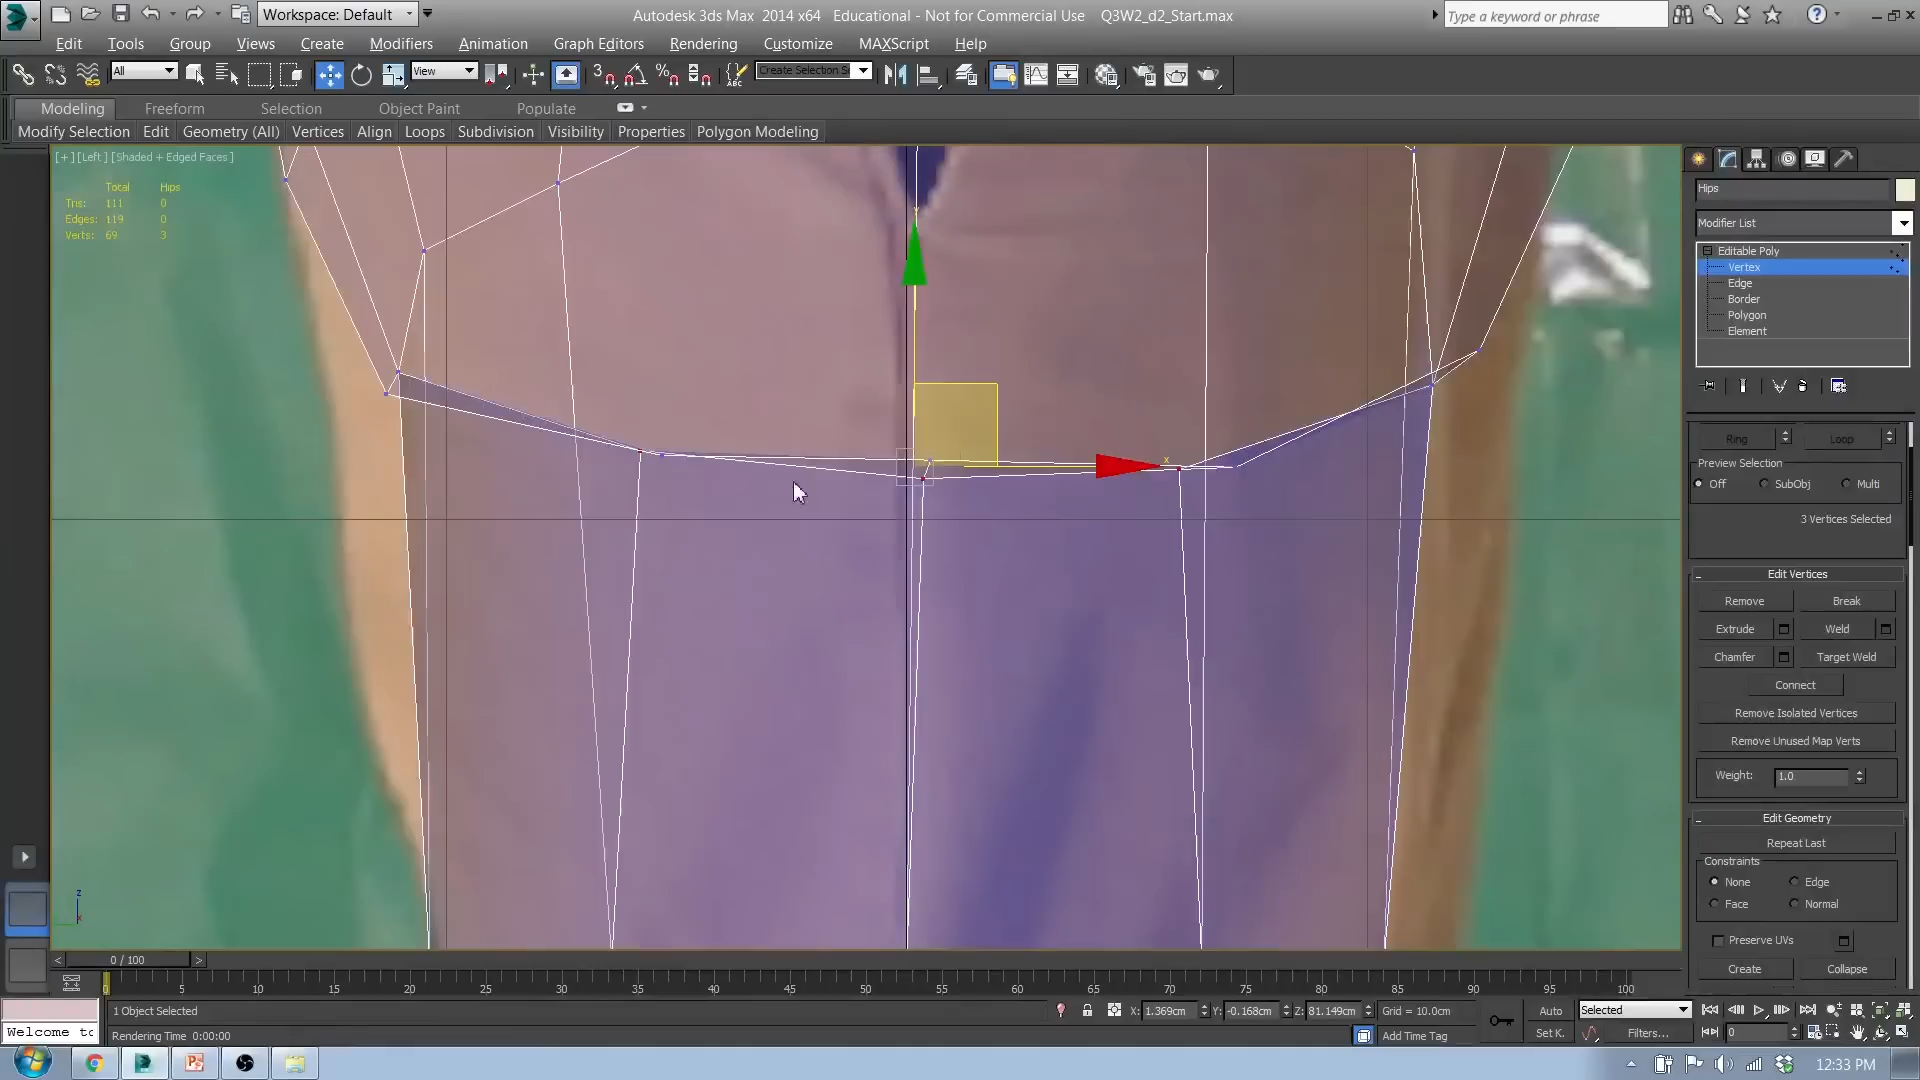 Workspace: Default
Autodesk 3ds Max 2014 x64 Educational - Not for Commercial Use Q3W2_d2_Start.max
Type a keyword or phrase
Edit Tools Group Views Create Modifiers Animation Graph Editors Rendering Customize MAXScript Help
All View Create Selection S
Modeling Freeform Selection Object Paint Populate
Modify Selection Edit Geometry (All) Vertices Align Loops Subdivision Visibility Properties Polygon Modeling
[+] [Left] [Shaded + Edged Faces]
Total Hips
Tris: 111 0
Edges: 119 0
Verts: 69 3
y
x
z
x
Hips
Modifier List
Editable Poly
Vertex
Edge
Border
Polygon
Element
Ring Loop
Preview Selection
Off SubObj Multi
3 Vertices Selected
Edit Vertices
Remove Break
Extrude Weld
Chamfer Target Weld
Connect
Remove Isolated Vertices
Remove Unused Map Verts
Weight: 1.0
Edit Geometry
Repeat Last
Constraints
None Edge
Face Normal
Preserve UVs
Create Collapse
< 0 / 100 >
0 5 10 15 20 25 30 35 40 45 50 55 60 65 70 75 80 85 90 95 100
1 Object Selected X: 1.369cm Y: -0.168cm Z: 81.149cm Grid = 10.0cm Auto Selected
Welcome to Rendering Time 0:00:00 Add Time Tag Set K. Filters... 0
12:33 PM